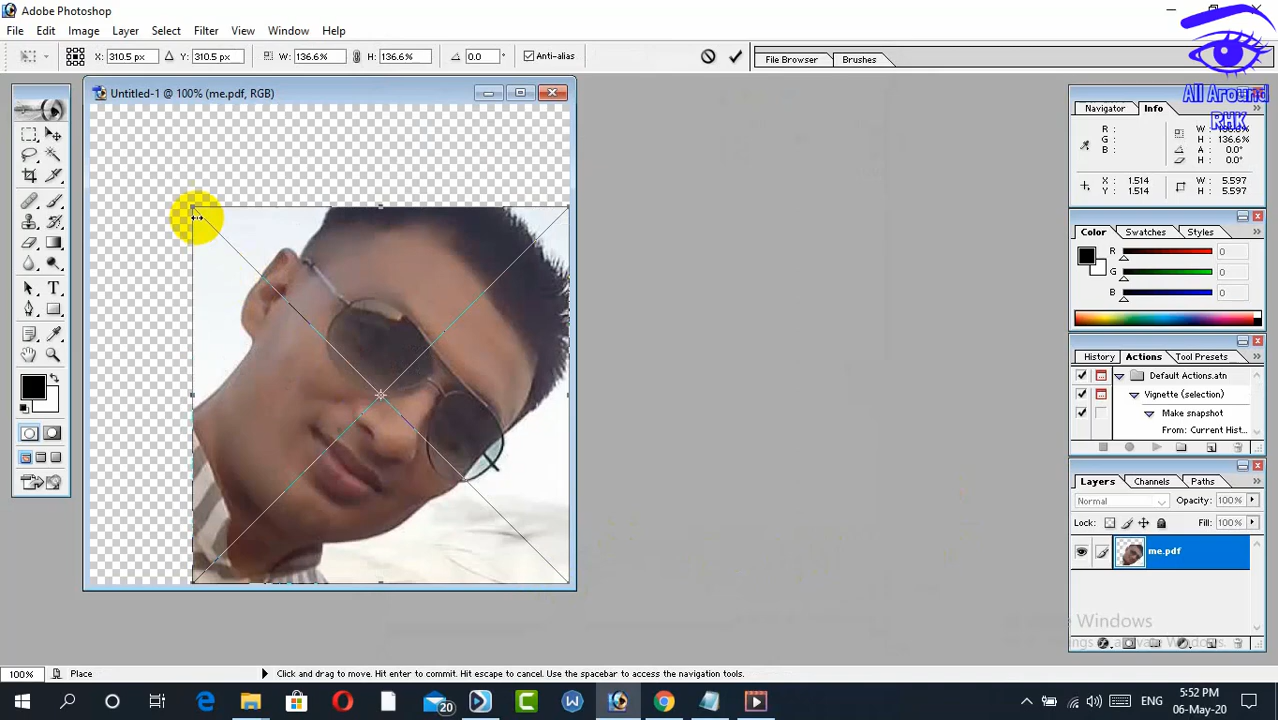 Adobe Photoshop
File Edit Image Layer Select Filter View Window Help
X: 310.5 px Y: 310.5 px W: 136.6% H: 136.6% 0.0 ° Anti-alias File Browser Brushes
Untitled-1 @ 100% (me.pdf, RGB)
All Around
RHK
Navigator Info
R :
G :
B :
W :
H : 136.6%
A : 0.0°
H : 0.0°
X : 1.514
Y : 1.514
W : 5.597
H : 5.597
Color Swatches Styles
R 0
G 0
B 0
History Actions Tool Presets
Default Actions.atn
Vignette (selection)
Make snapshot
From: Current Hist...
Layers Channels Paths
Normal Opacity: 100%
Lock: Fill: 100%
me.pdf
Windows
100% Place Click and drag to move. Hit enter to commit. Hit escape to cancel. Use the spacebar to access the navigation tools.
20
ENG
5:52 PM
06-May-20